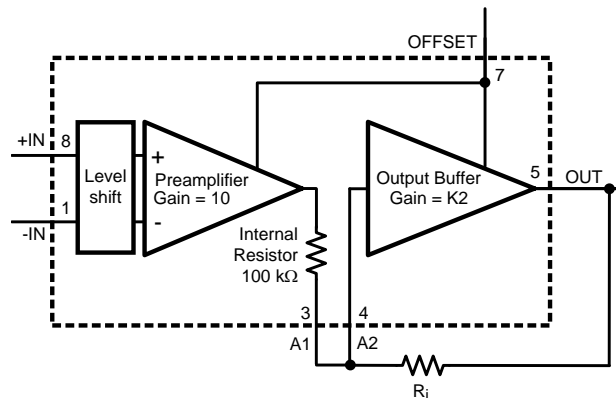 OFFSET
7
+IN
8
Level
shift
+
-
Preamplifier
Gain = 10
Output Buffer
Gain = K2
5
OUT
1
-IN
Internal
Resistor
100 kΩ
3
4
A1
A2
Ri